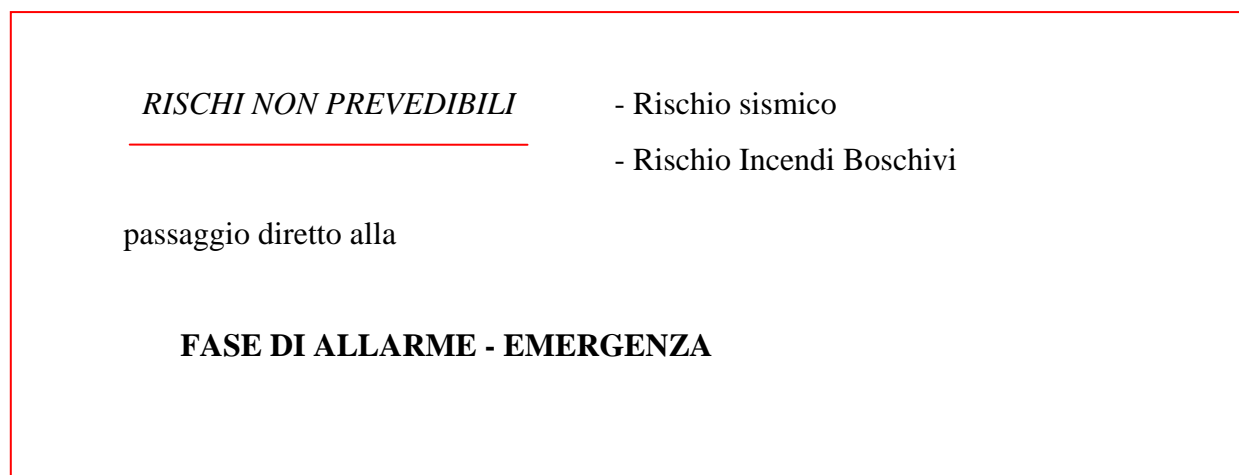 RISCHI NON PREVEDIBILI - Rischio sismico
- Rischio Incendi Boschivi
passaggio diretto alla
FASE DI ALLARME - EMERGENZA